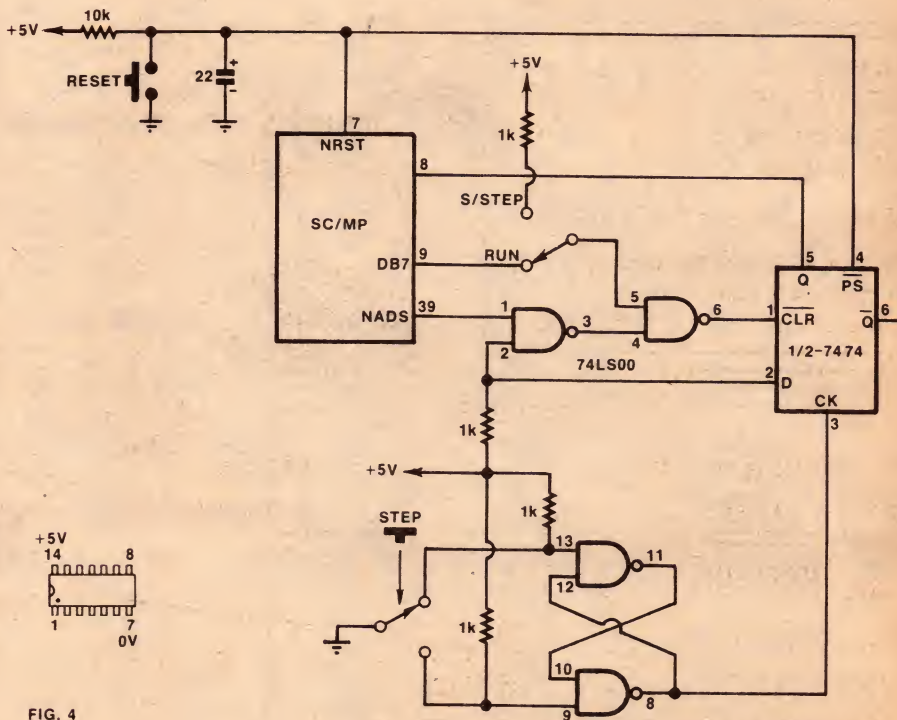 10k
+5V
RESET
22
+
-
+5V
1k
7
NRST
8
S/STEP
SC/MP
RUN
DB7
9
NADS
39
1
2
3
5
4
6
74LS00
5
4
Q
PS
1
CLR
Q
6
1/2-7474
2
D
CK
3
1k
+5V
1k
STEP
13
12
11
1k
10
9
8
+5V
14
8
1
7
0V
FIG. 4